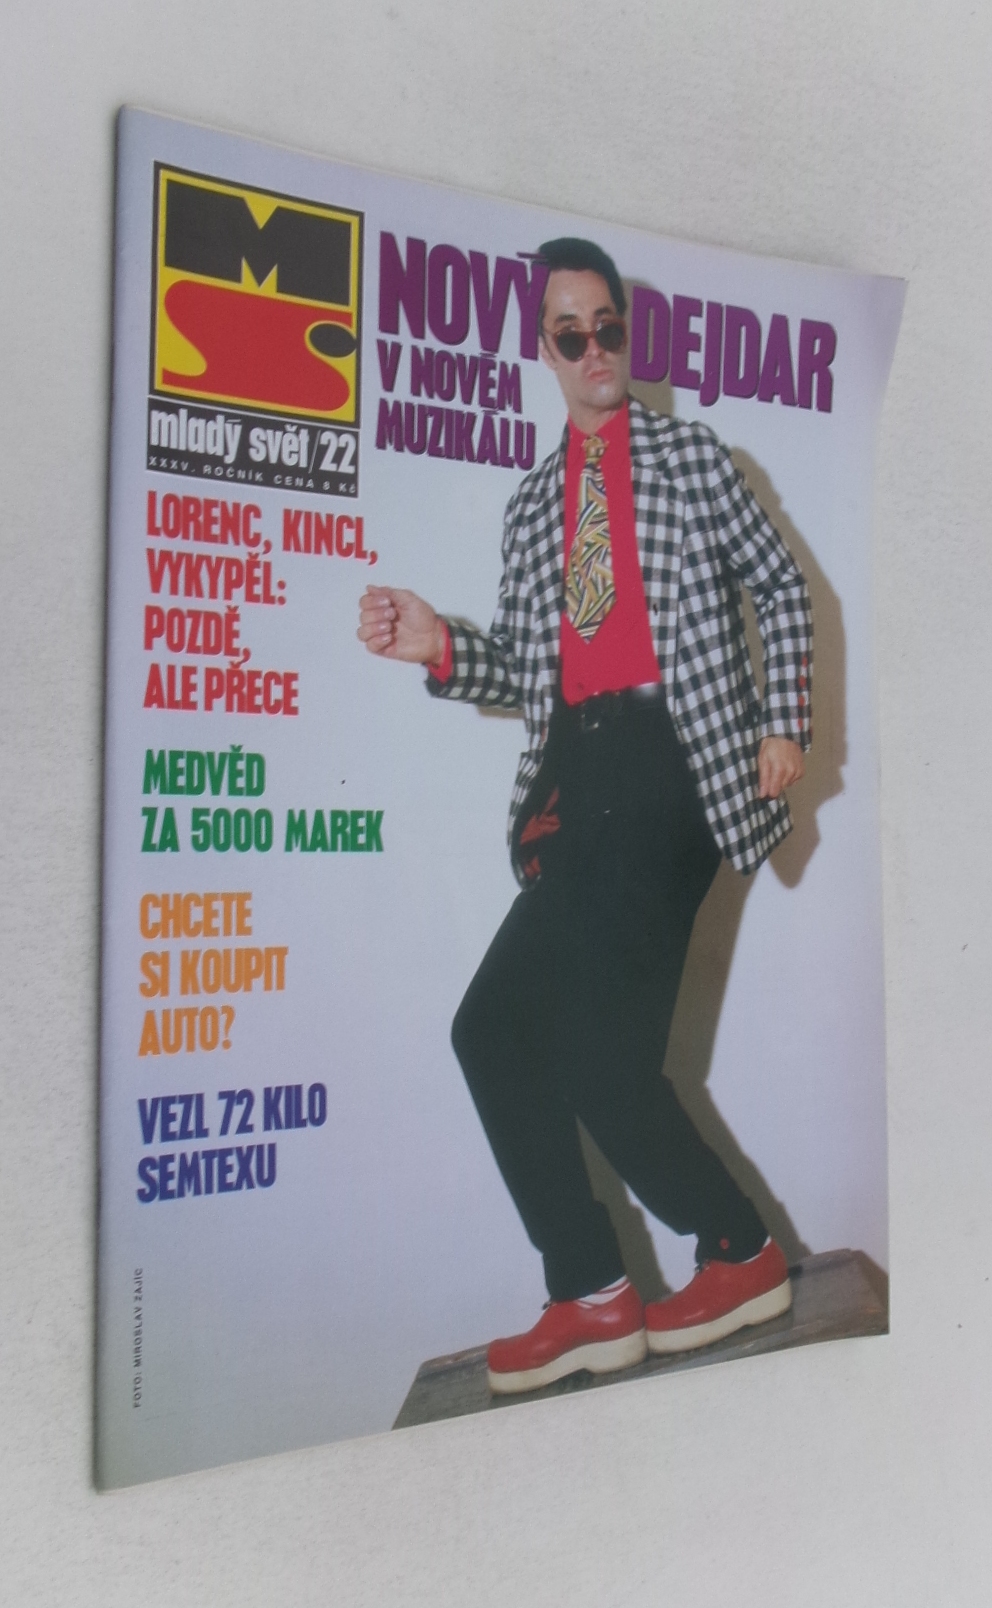 MS
mladý svět/22
XXXV. ROČNÍK CENA 8 Kč
NOVÝ DEJDAR
V NOVÉM
MUZIKÁLU
LORENC, KINCL,
VYKYPĚL:
POZDĚ,
ALE PŘECE
MEDVĚD
ZA 5000 MAREK
CHCETE
SI KOUPIT
AUTO?
VEZL 72 KILO
SEMTEXU
FOTO: MIROSLAV ZAJÍC